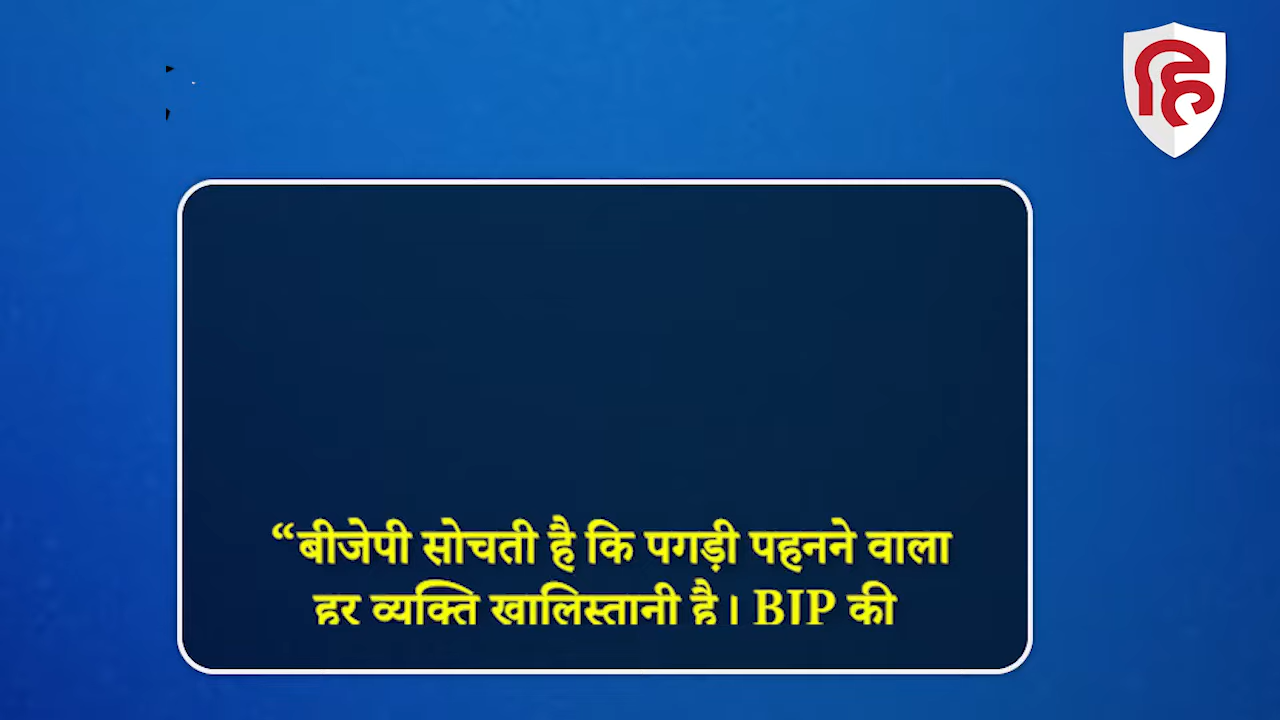 हि
“बीजेपी सोचती है कि पगड़ी पहनने वाला
हर व्यक्ति खालिस्तानी है। BJP की